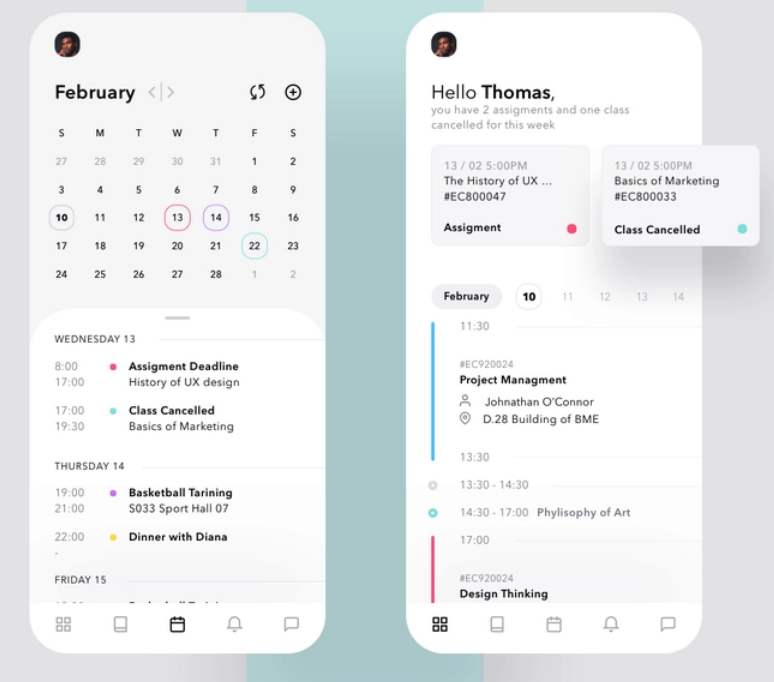 February
S M T W T F S
27 28 29 30 31 1 2
3 4 5 6 7 8 9
10 11 12 13 14 15 16
17 18 19 20 21 22 23
24 25 26 27 28 1 2
WEDNESDAY 13
8:00 Assigment Deadline
17:00 History of UX design
17:00 Class Cancelled
19:30 Basics of Marketing
THURSDAY 14
19:00 Basketball Tarining
21:00 S033 Sport Hall 07
22:00 Dinner with Diana
-
FRIDAY 15
Hello Thomas,
you have 2 assigments and one class
cancelled for this week
13 / 02 5:00PM
The History of UX ...
#EC800047
Assigment
13 / 02 5:00PM
Basics of Marketing
#EC800033
Class Cancelled
February 10 11 12 13 14
11:30
#EC920024
Project Managment
Johnathan O'Connor
D.28 Building of BME
13:30
13:30 - 14:30
14:30 - 17:00 Phylisophy of Art
17:00
#EC920024
Design Thinking